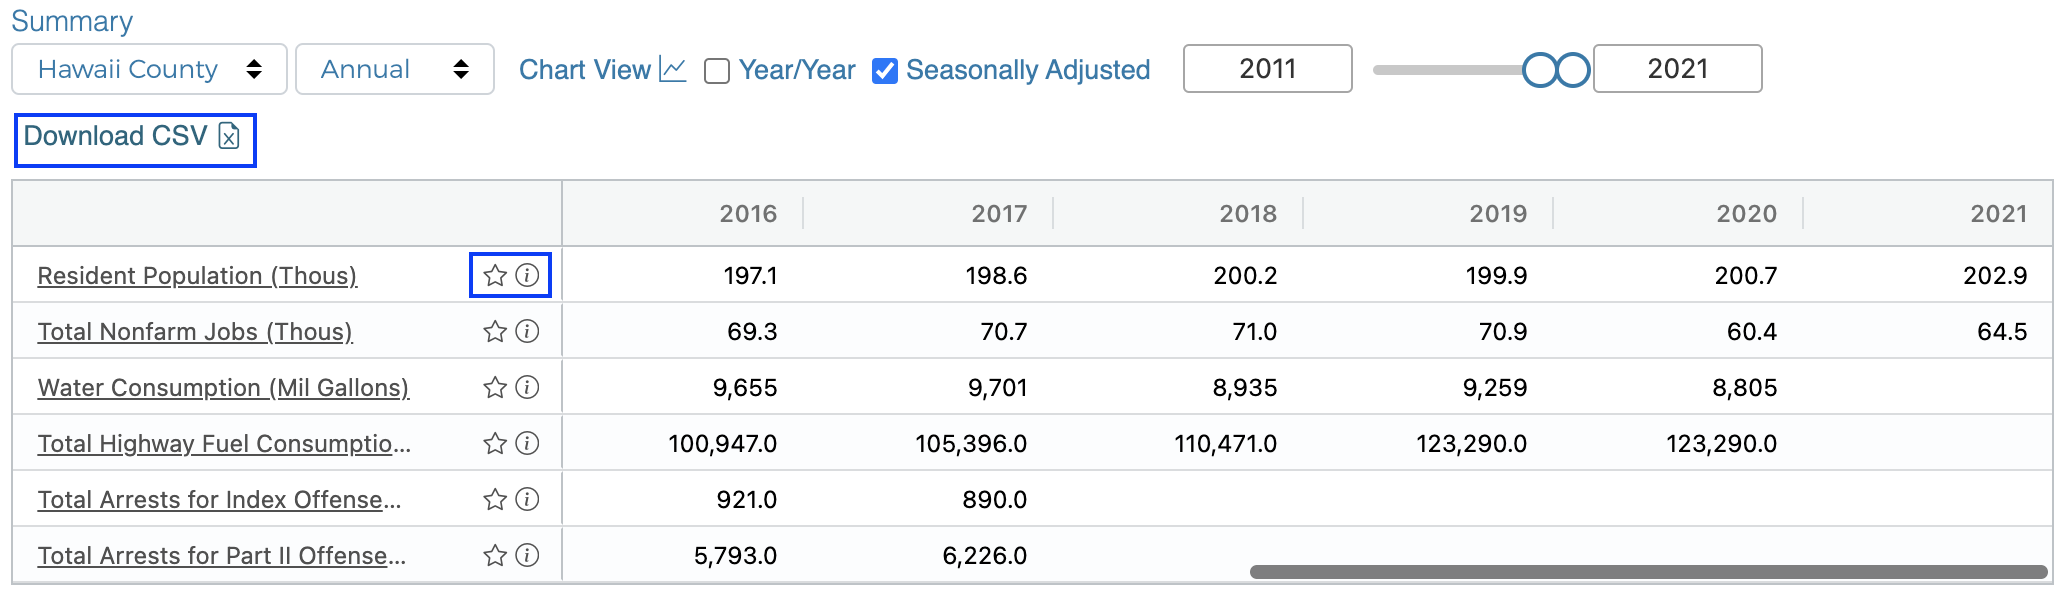 Summary
Hawaii County Annual Chart View Year/Year Seasonally Adjusted 2011 2021
Download CSV
2016 2017 2018 2019 2020 2021
Resident Population (Thous) 197.1 198.6 200.2 199.9 200.7 202.9
Total Nonfarm Jobs (Thous) 69.3 70.7 71.0 70.9 60.4 64.5
Water Consumption (Mil Gallons) 9,655 9,701 8,935 9,259 8,805
Total Highway Fuel Consumptio... 100,947.0 105,396.0 110,471.0 123,290.0 123,290.0
Total Arrests for Index Offense... 921.0 890.0
Total Arrests for Part II Offense... 5,793.0 6,226.0